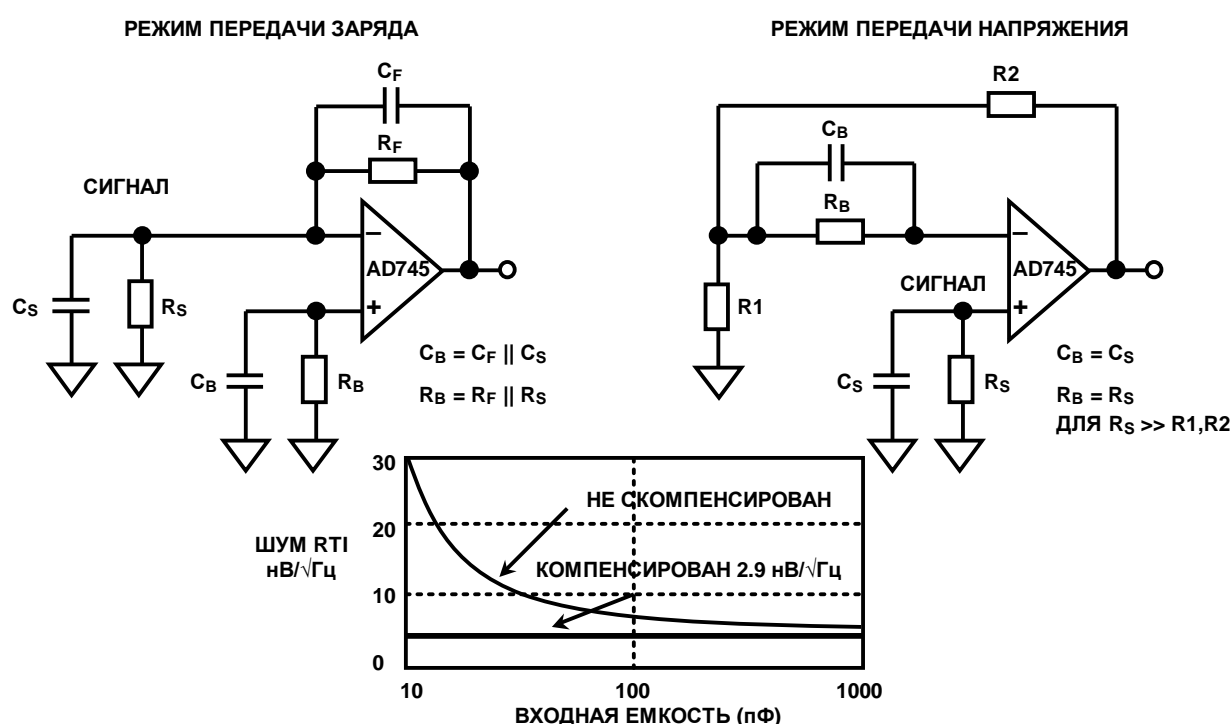 РЕЖИМ ПЕРЕДАЧИ ЗАРЯДА
CF
RF
СИГНАЛ
−
AD745
+
CS
RS
CB
RB
CB = CF || CS
RB = RF || RS
РЕЖИМ ПЕРЕДАЧИ НАПРЯЖЕНИЯ
R2
CB
RB
−
AD745
+
СИГНАЛ
R1
CS
RS
CB = CS
RB = RS
ДЛЯ RS >> R1,R2
30
20
10
0
ШУМ RTI
нВ/√Гц
НЕ СКОМПЕНСИРОВАН
КОМПЕНСИРОВАН 2.9 нВ/√Гц
10
100
1000
ВХОДНАЯ ЕМКОСТЬ (пФ)